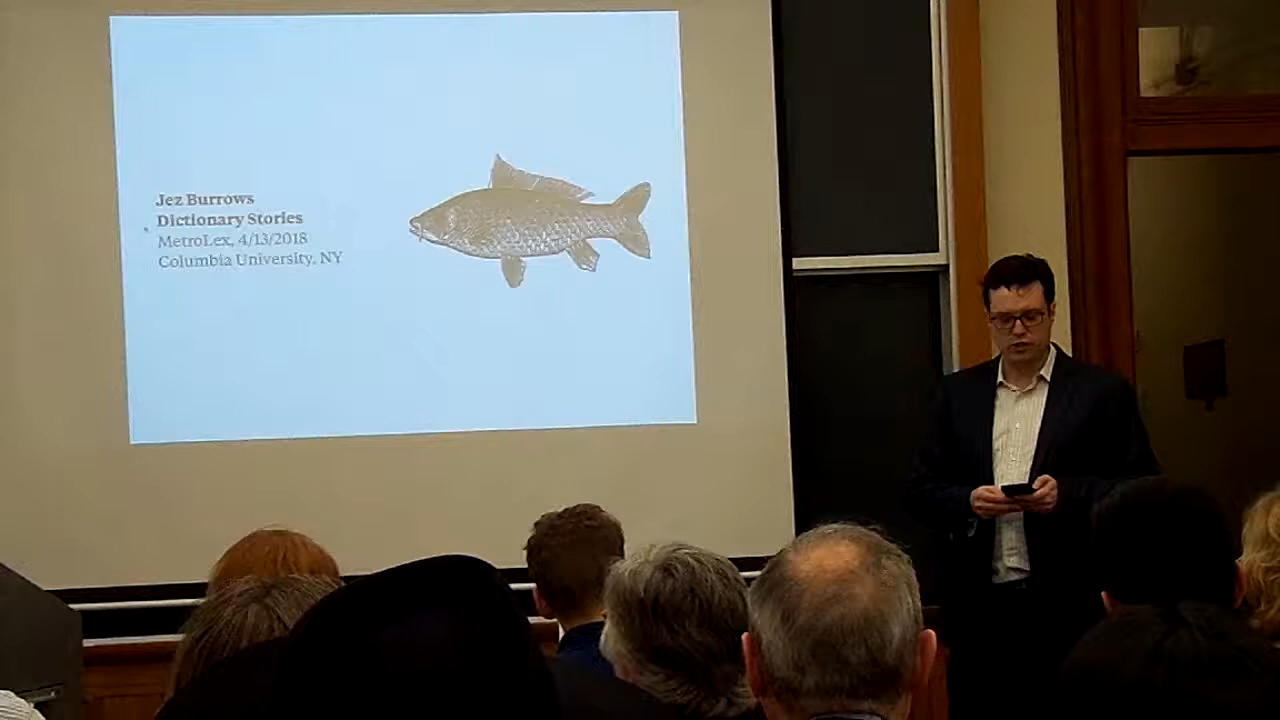 Jez Burrows
Dictionary Stories
MetroLex, 4/13/2018
Columbia University, NY